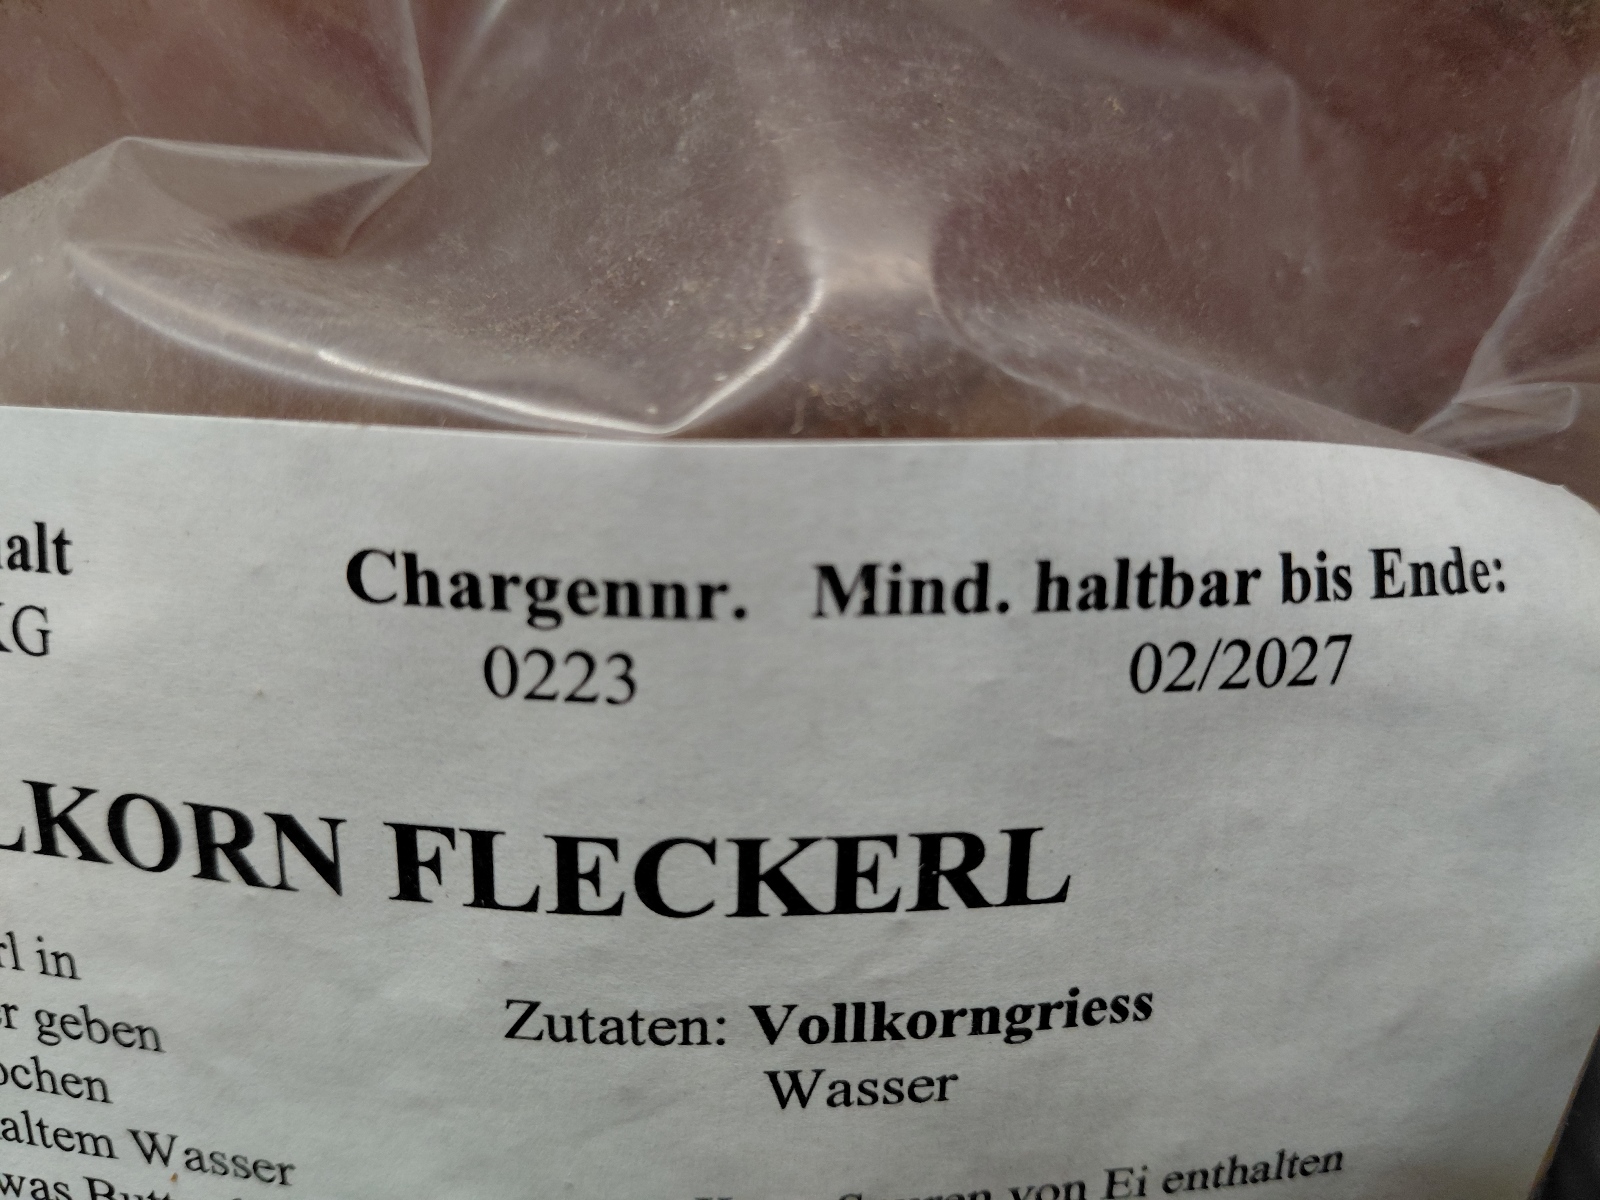 alt Chargennr. Mind. haltbar bis Ende:
KG 0223 02/2027
LKORN FLECKERL
rl in
r geben Zutaten: Vollkorngriess
ochen Wasser
altem Wasser
was von Ei enthalten